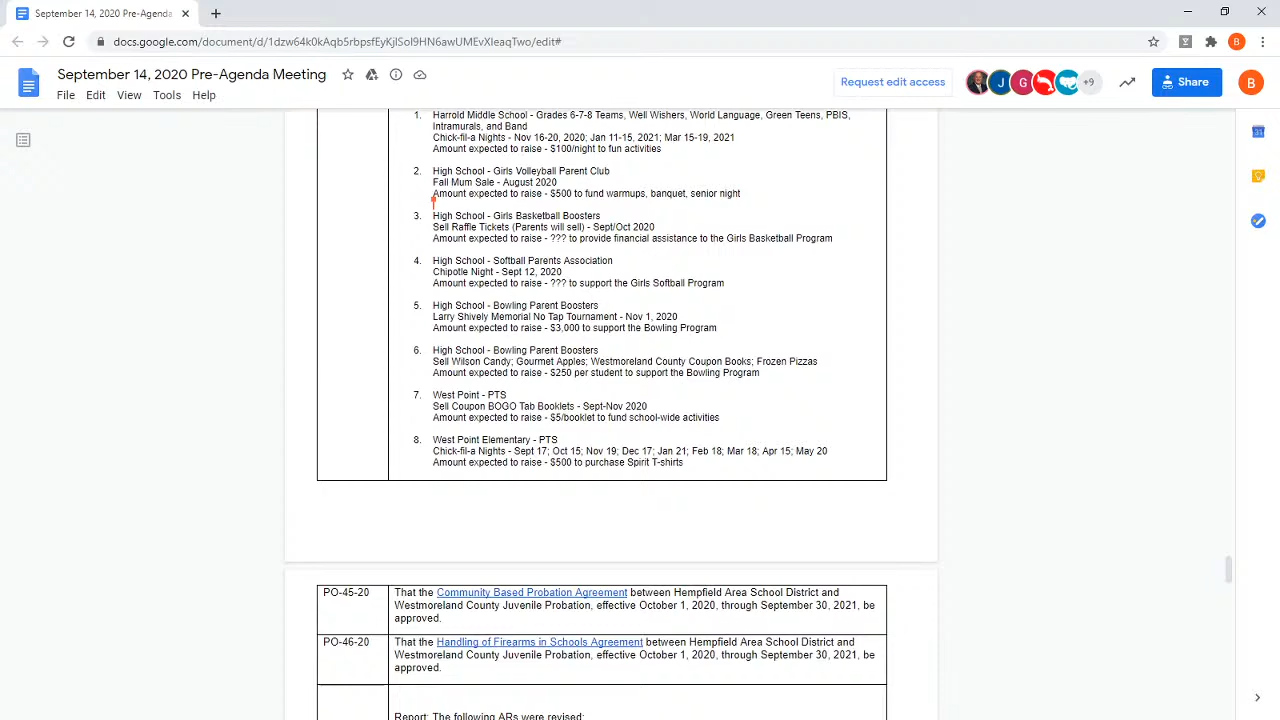 September 14, 2020 Pre-Agenda
docs.google.com/document/d/1dzw64k0kAqb5rbpsfEyKjlSol9HN6awUMEvXIeaqTwo/edit#
B
September 14, 2020 Pre-Agenda Meeting
File Edit View Tools Help
Request edit access
J
G
+9
Share
B
31
1. Harrold Middle School - Grades 6-7-8 Teams, Well Wishers, World Language, Green Teens, PBIS,
Intramurals, and Band
Chick-fil-a Nights - Nov 16-20, 2020; Jan 11-15, 2021; Mar 15-19, 2021
Amount expected to raise - $100/night to fun activities
2. High School - Girls Volleyball Parent Club
Fall Mum Sale - August 2020
Amount expected to raise - $500 to fund warmups, banquet, senior night
3. High School - Girls Basketball Boosters
Sell Raffle Tickets (Parents will sell) - Sept/Oct 2020
Amount expected to raise - ??? to provide financial assistance to the Girls Basketball Program
4. High School - Softball Parents Association
Chipotle Night - Sept 12, 2020
Amount expected to raise - ??? to support the Girls Softball Program
5. High School - Bowling Parent Boosters
Larry Shively Memorial No Tap Tournament - Nov 1, 2020
Amount expected to raise - $3,000 to support the Bowling Program
6. High School - Bowling Parent Boosters
Sell Wilson Candy; Gourmet Apples; Westmoreland County Coupon Books; Frozen Pizzas
Amount expected to raise - $250 per student to support the Bowling Program
7. West Point - PTS
Sell Coupon BOGO Tab Booklets - Sept-Nov 2020
Amount expected to raise - $5/booklet to fund school-wide activities
8. West Point Elementary - PTS
Chick-fil-a Nights - Sept 17; Oct 15; Nov 19; Dec 17; Jan 21; Feb 18; Mar 18; Apr 15; May 20
Amount expected to raise - $500 to purchase Spirit T-shirts
PO-45-20 That the Community Based Probation Agreement between Hempfield Area School District and
Westmoreland County Juvenile Probation, effective October 1, 2020, through September 30, 2021, be
approved.
PO-46-20 That the Handling of Firearms in Schools Agreement between Hempfield Area School District and
Westmoreland County Juvenile Probation, effective October 1, 2020, through September 30, 2021, be
approved.
Report: The following ARs were revised: